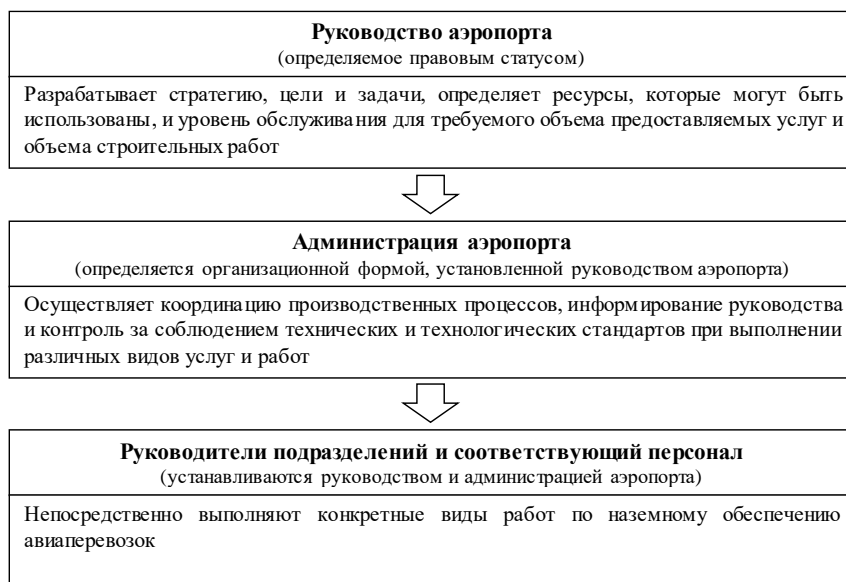 Руководство аэропорта
(определяемое правовым статусом)
Разрабатывает стратегию, цели и задачи, определяет ресурсы, которые могут быть
использованы, и уровень обслуживания для требуемого объема предоставляемых услуг и
объема строительных работ
Администрация аэропорта
(определяется организационной формой, установленной руководством аэропорта)
Осуществляет координацию производственных процессов, информирование руководства
и контроль за соблюдением технических и технологических стандартов при выполнении
различных видов услуг и работ
Руководители подразделений и соответствующий персонал
(устанавливаются руководством и администрацией аэропорта)
Непосредственно выполняют конкретные виды работ по наземному обеспечению
авиаперевозок